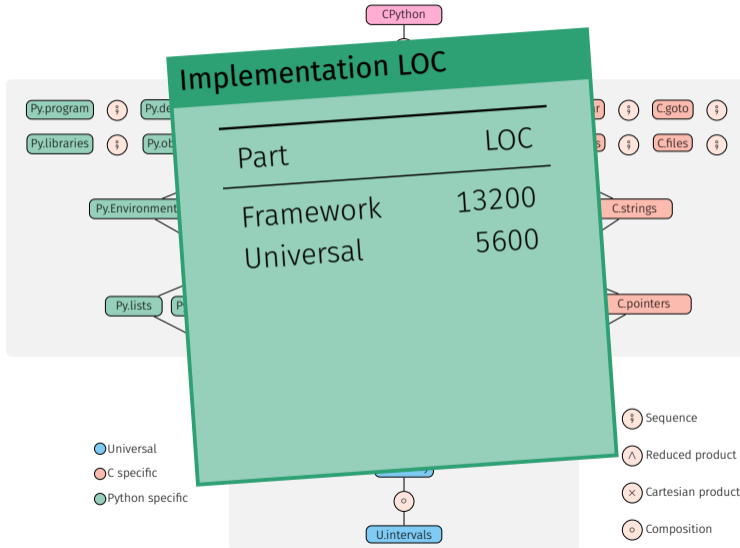 CPython
Implementation LOC
Part LOC
Framework 13200
Universal 5600
Py.program
C.goto
Py.libraries
C.files
Py.Environment
C.strings
Py.lists
C.pointers
Universal
C specific
Python specific
Sequence
Reduced product
Cartesian product
Composition
U.intervals